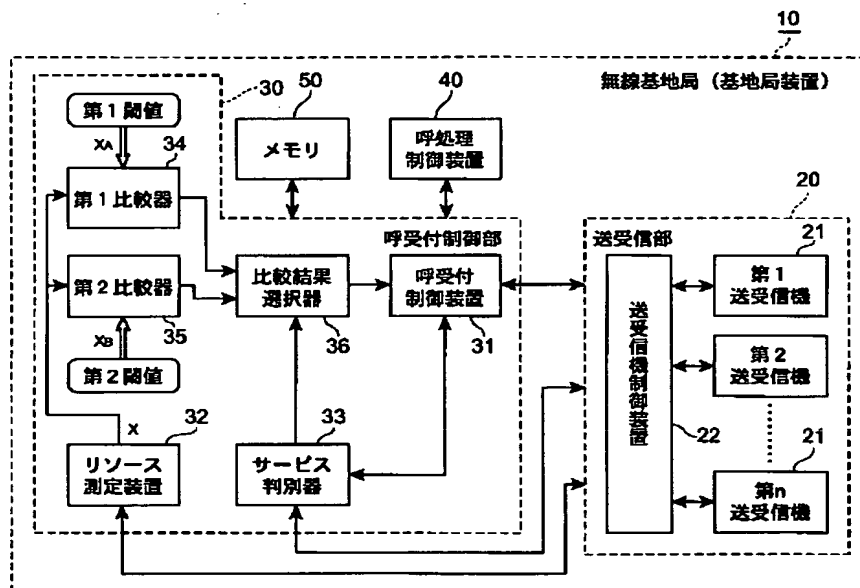 10
無線基地局(基地局装置)
30
第1閾値
XA
34
第1比較器
第2比較器
XB
35
第2閾値
50
メモリ
40
呼処理
制御装置
呼受付制御部
比較結果
選択器
36
呼受付
制御装置
31
X
32
リソース
測定装置
33
サービス
判別器
20
送受信部
送受信機制御装置
22
21
第1
送受信機
第2
送受信機
21
第n
送受信機